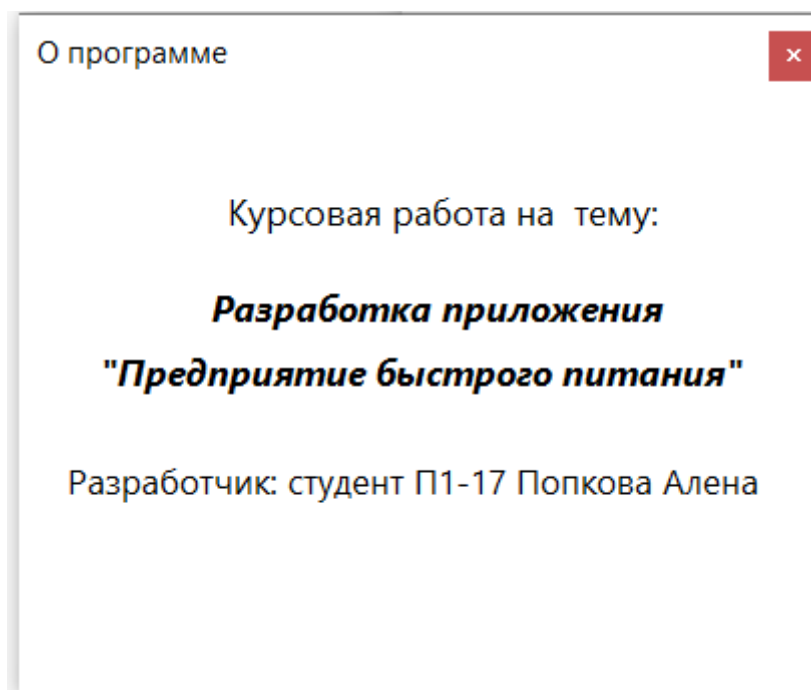 О программе
Курсовая работа на  тему:
Разработка приложения
"Предприятие быстрого питания"
Разработчик: студент П1-17 Попкова Алена